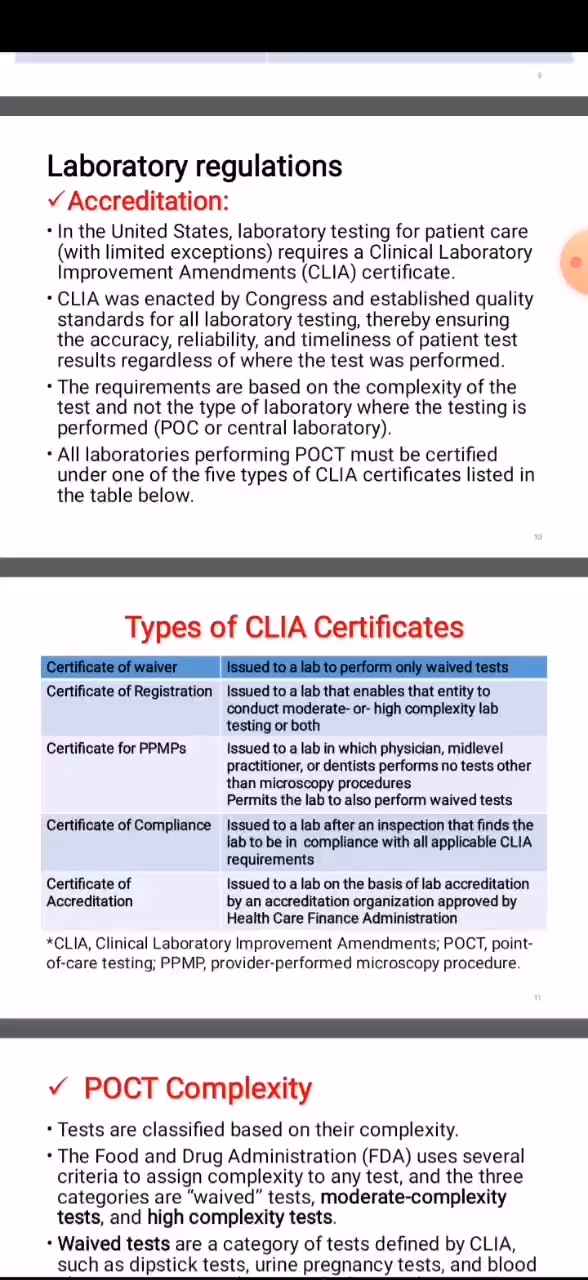 9
Laboratory regulations
✓Accreditation:
• In the United States, laboratory testing for patient care
(with limited exceptions) requires a Clinical Laboratory
Improvement Amendments (CLIA) certificate.
• CLIA was enacted by Congress and established quality
standards for all laboratory testing, thereby ensuring
the accuracy, reliability, and timeliness of patient test
results regardless of where the test was performed.
• The requirements are based on the complexity of the
test and not the type of laboratory where the testing is
performed (POC or central laboratory).
• All laboratories performing POCT must be certified
under one of the five types of CLIA certificates listed in
the table below.
10
Types of CLIA Certificates
Certificate of waiver Issued to a lab to perform only waived tests
Certificate of Registration Issued to a lab that enables that entity to
conduct moderate- or- high complexity lab
testing or both
Certificate for PPMPs Issued to a lab in which physician, midlevel
practitioner, or dentists performs no tests other
than microscopy procedures
Permits the lab to also perform waived tests
Certificate of Compliance Issued to a lab after an inspection that finds the
lab to be in compliance with all applicable CLIA
requirements
Certificate of Issued to a lab on the basis of lab accreditation
Accreditation by an accreditation organization approved by
Health Care Finance Administration
*CLIA, Clinical Laboratory Improvement Amendments; POCT, point-
of-care testing; PPMP, provider-performed microscopy procedure.
11
✓ POCT Complexity
• Tests are classified based on their complexity.
• The Food and Drug Administration (FDA) uses several
criteria to assign complexity to any test, and the three
categories are “waived” tests, moderate-complexity
tests, and high complexity tests.
• Waived tests are a category of tests defined by CLIA,
such as dipstick tests, urine pregnancy tests, and blood